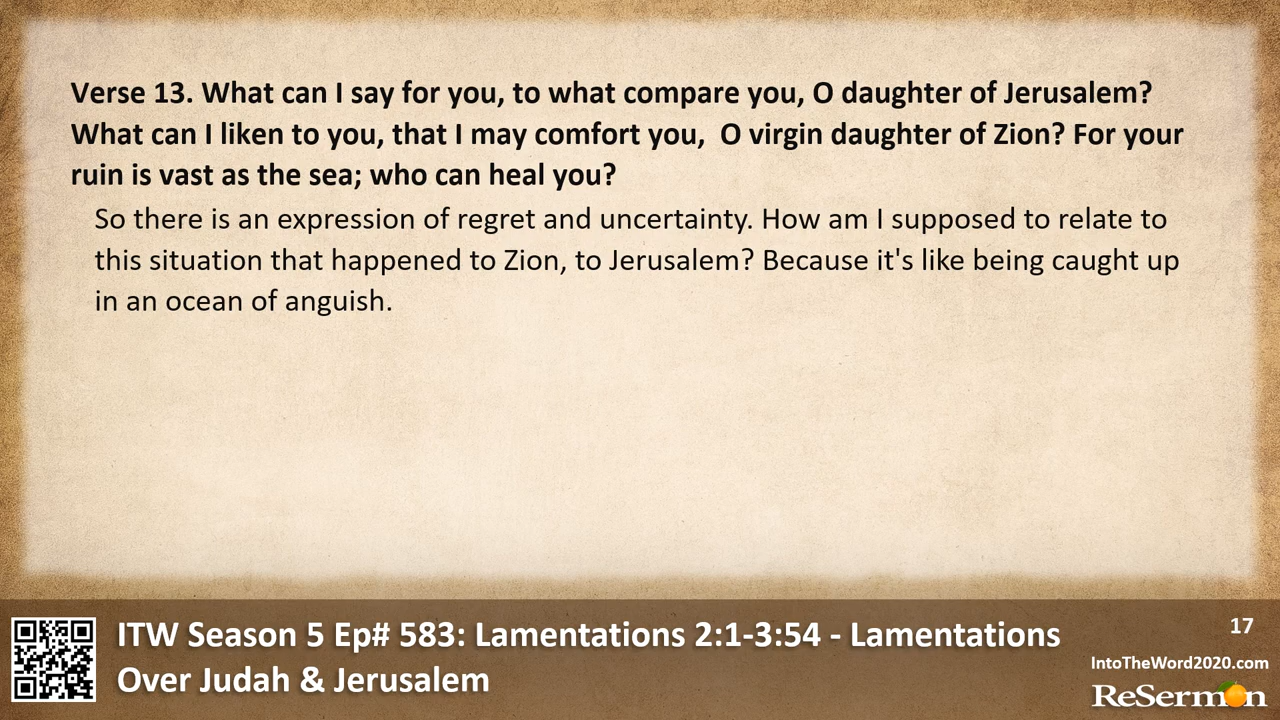 Verse 13. What can I say for you, to what compare you, O daughter of Jerusalem?
What can I liken to you, that I may comfort you,  O virgin daughter of Zion? For your
ruin is vast as the sea; who can heal you?
So there is an expression of regret and uncertainty. How am I supposed to relate to
this situation that happened to Zion, to Jerusalem? Because it's like being caught up
in an ocean of anguish.
ITW Season 5 Ep# 583: Lamentations 2:1-3:54 - Lamentations
Over Judah & Jerusalem
17
IntoTheWord2020.com
ReSermon